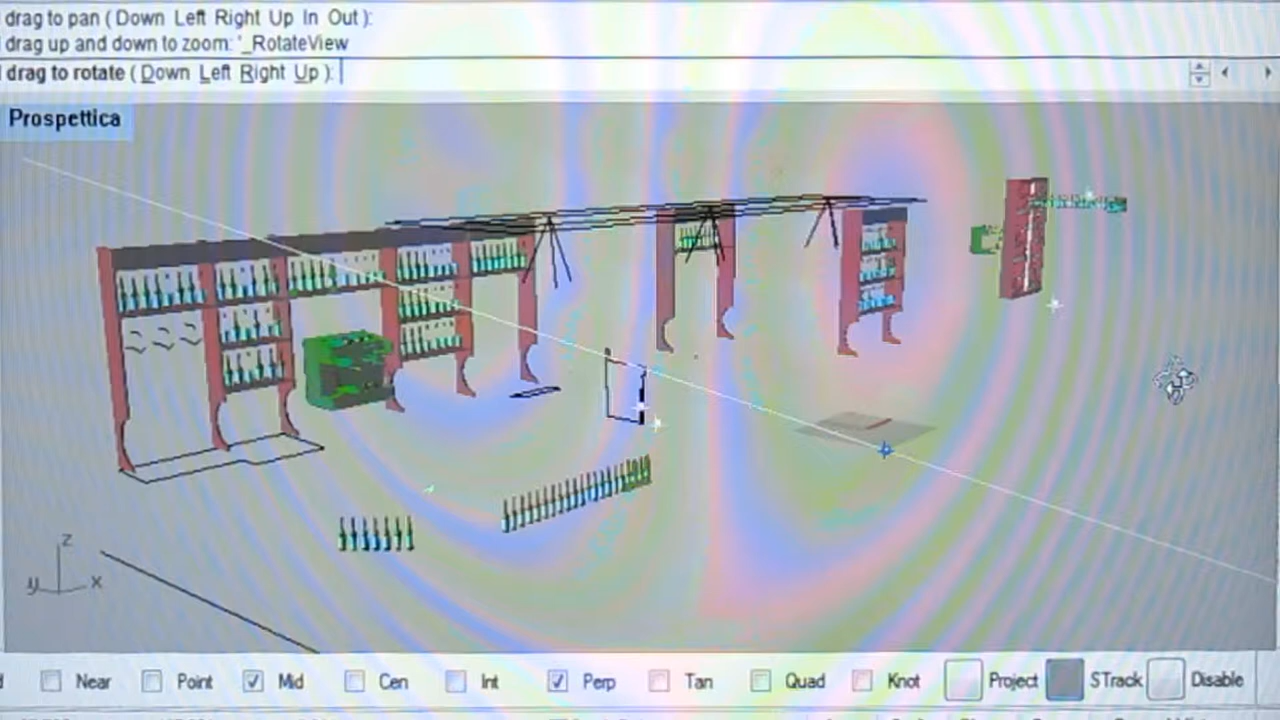 drag to pan ( Down Left Right Up In Out ):
drag up and down to zoom: '_RotateView
drag to rotate ( Down Left Right Up ):
Prospettica
z
y x
Near Point Mid Cen Int Perp Tan Quad Knot Project STrack Disable